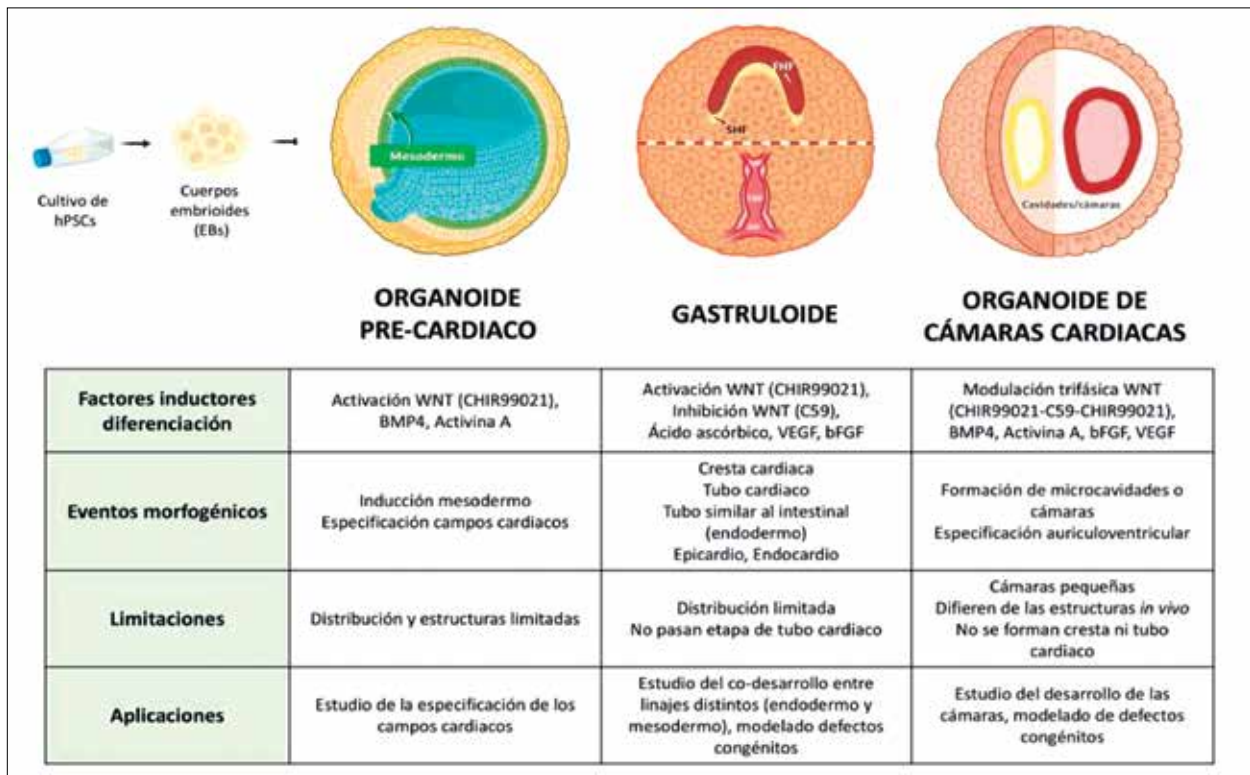 Cultivo de
hPSCs
Cuerpos
embrioides
(EBs)
Mesodermo
FHF
SHF
Cavidades/cámaras
ORGANOIDE
PRE-CARDIACO
GASTRULOIDE
ORGANOIDE DE
CÁMARAS CARDIACAS
Factores inductores
diferenciación
Activación WNT (CHIR99021),
BMP4, Activina A
Activación WNT (CHIR99021),
Inhibición WNT (C59),
Ácido ascórbico, VEGF, bFGF
Modulación trifásica WNT
(CHIR99021-C59-CHIR99021),
BMP4, Activina A, bFGF, VEGF
Eventos morfogénicos
Inducción mesodermo
Especificación campos cardiacos
Cresta cardiaca
Tubo cardiaco
Tubo similar al intestinal
(endodermo)
Epicardio, Endocardio
Formación de microcavidades o
cámaras
Especificación auriculoventricular
Limitaciones
Distribución y estructuras limitadas
Distribución limitada
No pasan etapa de tubo cardiaco
Cámaras pequeñas
Difieren de las estructuras in vivo
No se forman cresta ni tubo
cardiaco
Aplicaciones
Estudio de la especificación de los
campos cardiacos
Estudio del co-desarrollo entre
linajes distintos (endodermo y
mesodermo), modelado defectos
congénitos
Estudio del desarrollo de las
cámaras, modelado de defectos
congénitos